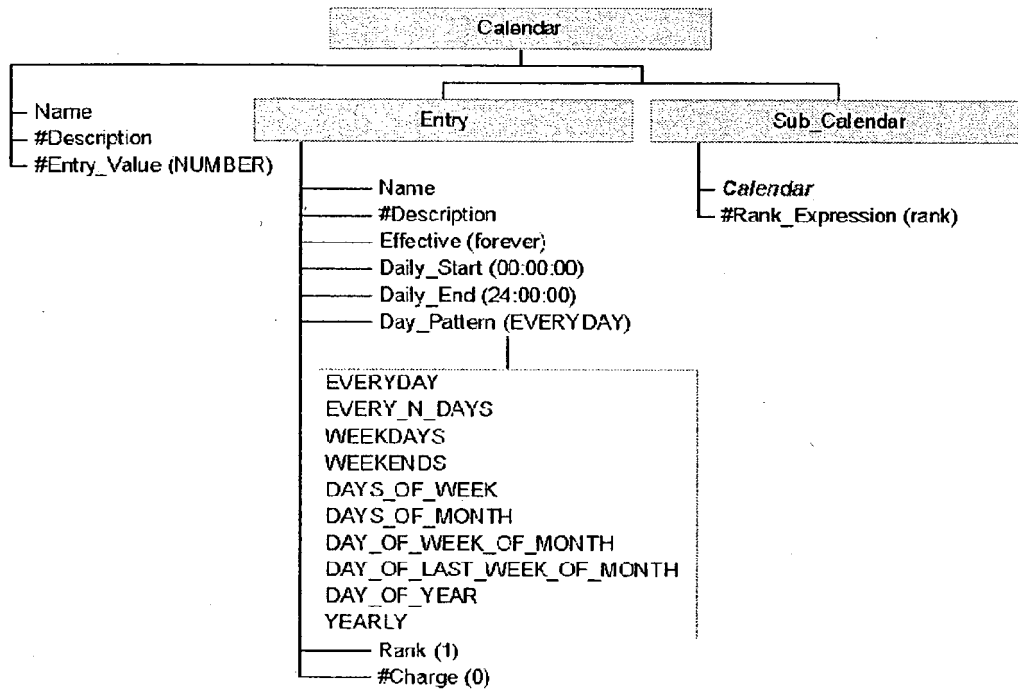 Calendar
Name
#Description
#Entry_Value (NUMBER)
Entry
Sub_Calendar
Name
#Description
Effective (forever)
Daily_Start (00:00:00)
Daily_End (24:00:00)
Day_Pattern (EVERYDAY)
Calendar
#Rank_Expression (rank)
EVERYDAY
EVERY_N_DAYS
WEEKDAYS
WEEKENDS
DAYS_OF_WEEK
DAYS_OF_MONTH
DAY_OF_WEEK_OF_MONTH
DAY_OF_LAST_WEEK_OF_MONTH
DAY_OF_YEAR
YEARLY
Rank (1)
#Charge (0)